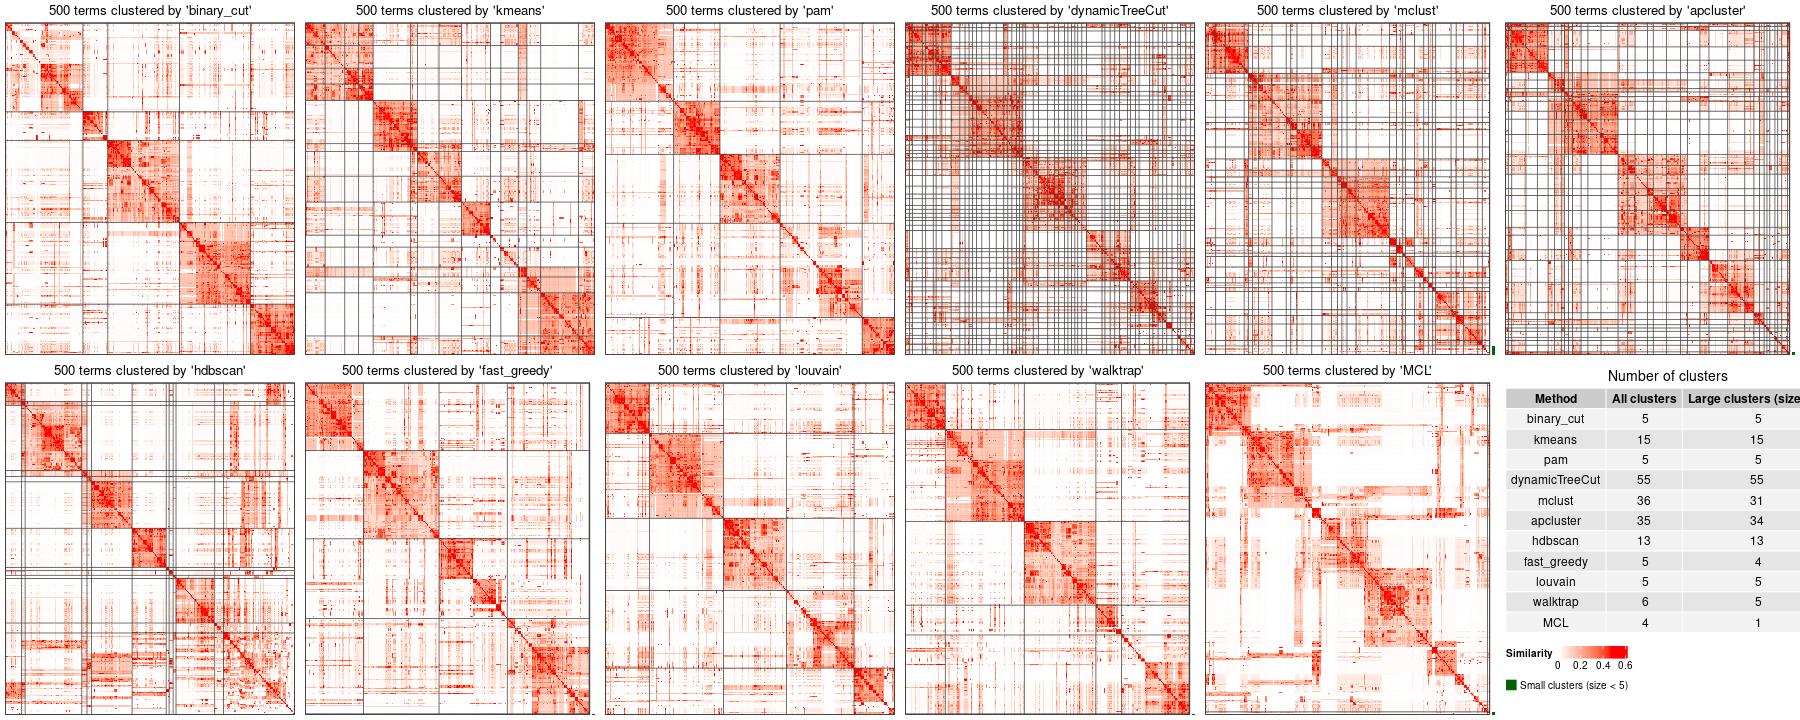 500 terms clustered by 'binary_cut'
500 terms clustered by 'kmeans'
500 terms clustered by 'pam'
500 terms clustered by 'dynamicTreeCut'
500 terms clustered by 'mclust'
500 terms clustered by 'apcluster'
500 terms clustered by 'hdbscan'
500 terms clustered by 'fast_greedy'
500 terms clustered by 'louvain'
500 terms clustered by 'walktrap'
500 terms clustered by 'MCL'
Number of clusters
Method All clusters Large clusters (size
binary_cut 5 5
kmeans 15 15
pam 5 5
dynamicTreeCut 55 55
mclust 36 31
apcluster 35 34
hdbscan 13 13
fast_greedy 5 4
louvain 5 5
walktrap 6 5
MCL 4 1
Similarity
0 0.2 0.4 0.6
Small clusters (size < 5)